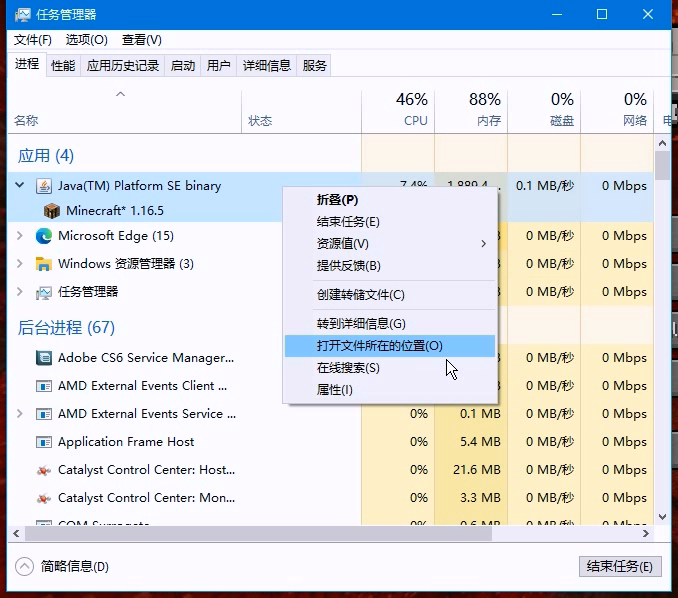 任务管理器
文件(F) 选项(O) 查看(V)
进程 性能 应用历史记录 启动 用户 详细信息 服务
46% 88% 0% 0%
名称 状态 CPU 内存 磁盘 网络
应用 (4)
Java(TM) Platform SE binary 7.4% 1,889.4... 0.1 MB/秒 0 Mbps
Minecraft* 1.16.5
Microsoft Edge (15) 0 MB/秒 0 Mbps
Windows 资源管理器 (3) 0 MB/秒 0 Mbps
任务管理器 0 MB/秒 0 Mbps
后台进程 (67)
Adobe CS6 Service Manager... 0 MB/秒 0 Mbps
AMD External Events Client ... 0 MB/秒 0 Mbps
AMD External Events Service ... 0% 0.1 MB 0 MB/秒 0 Mbps
Application Frame Host 0% 5.4 MB 0 MB/秒 0 Mbps
Catalyst Control Center: Host... 0% 21.6 MB 0 MB/秒 0 Mbps
Catalyst Control Center: Mon... 0% 3.3 MB 0 MB/秒 0 Mbps
COM Surrogate 0% 0.6 MB 0 MB/秒 0 Mbps
折叠(P)
结束任务(E)
资源值(V)
提供反馈(B)
创建转储文件(C)
转到详细信息(G)
打开文件所在的位置(O)
在线搜索(S)
属性(I)
简略信息(D)
结束任务(E)